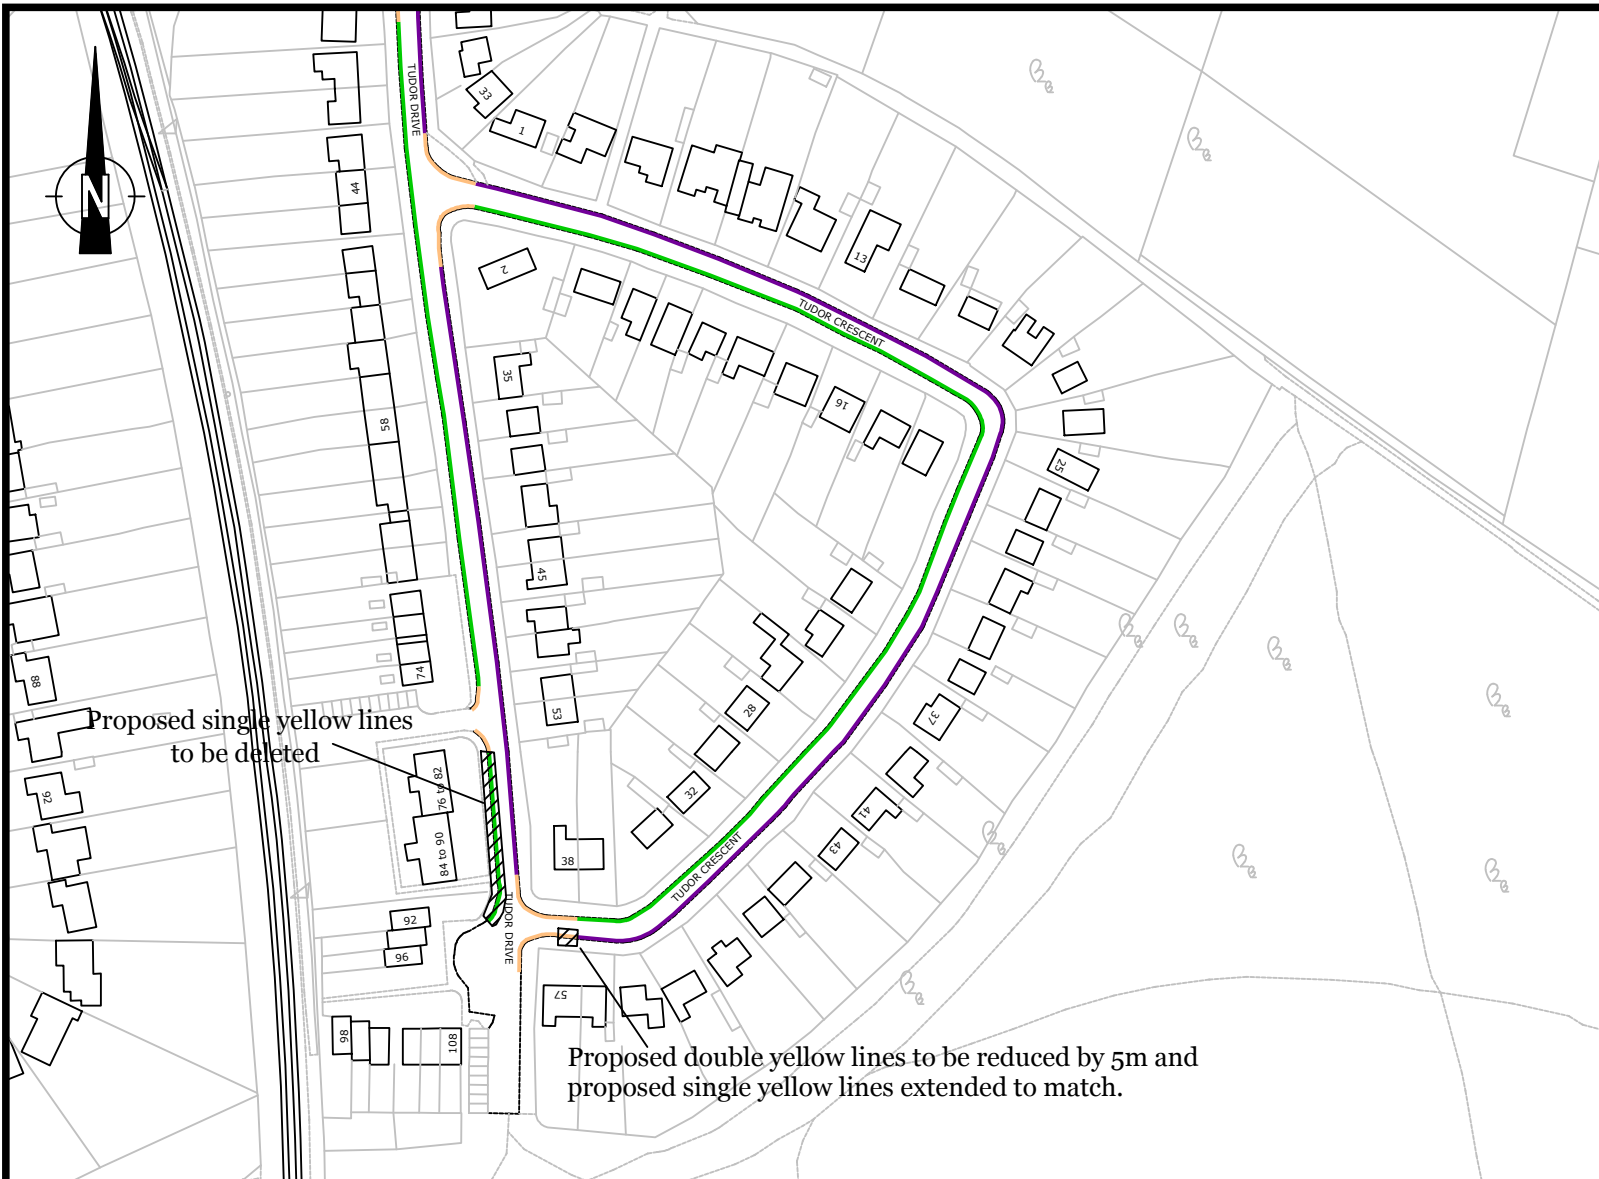 TUDOR DRIVE
33
1
N
44
2
13
TUDOR CRESCENT
35
16
58
25
45
88
74
53
28
37
Proposed single yellow lines
to be deleted
76 to 82
92
32
41
43
84 to 90
38
TUDOR CRESCENT
92
TUDOR DRIVE
96
57
98
108
Proposed double yellow lines to be reduced by 5m and
proposed single yellow lines extended to match.